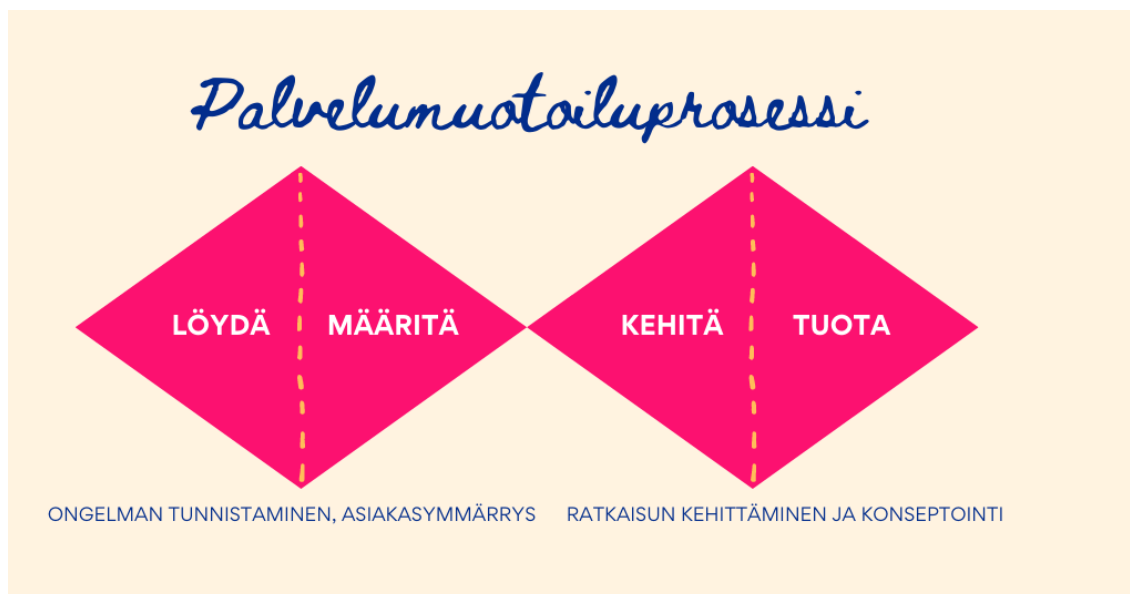 Palvelumuotoiluprosessi
LÖYDÄ MÄÄRITÄ KEHITÄ TUOTA
ONGELMAN TUNNISTAMINEN, ASIAKASYMMÄRRYS RATKAISUN KEHITTÄMINEN JA KONSEPTOINTI